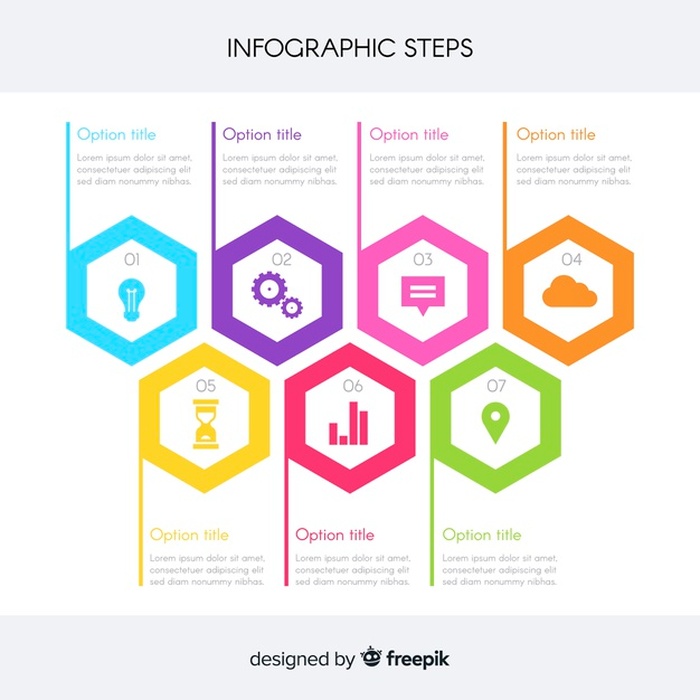 INFOGRAPHIC STEPS
Option title
Lorem ipsum dolor sit amet,
consectetuer adipiscing elit
sed diam nonummy nibhas.
01
Option title
Lorem ipsum dolor sit amet,
consectetuer adipiscing elit
sed diam nonummy nibhas.
02
Option title
Lorem ipsum dolor sit amet,
consectetuer adipiscing elit
sed diam nonummy nibhas.
03
Option title
Lorem ipsum dolor sit amet,
consectetuer adipiscing elit
sed diam nonummy nibhas.
04
05
Option title
Lorem ipsum dolor sit amet,
consectetuer adipiscing elit
sed diam nonummy nibhas.
06
Option title
Lorem ipsum dolor sit amet,
consectetuer adipiscing elit
sed diam nonummy nibhas.
07
Option title
Lorem ipsum dolor sit amet,
consectetuer adipiscing elit
sed diam nonummy nibhas.
designed by freepik